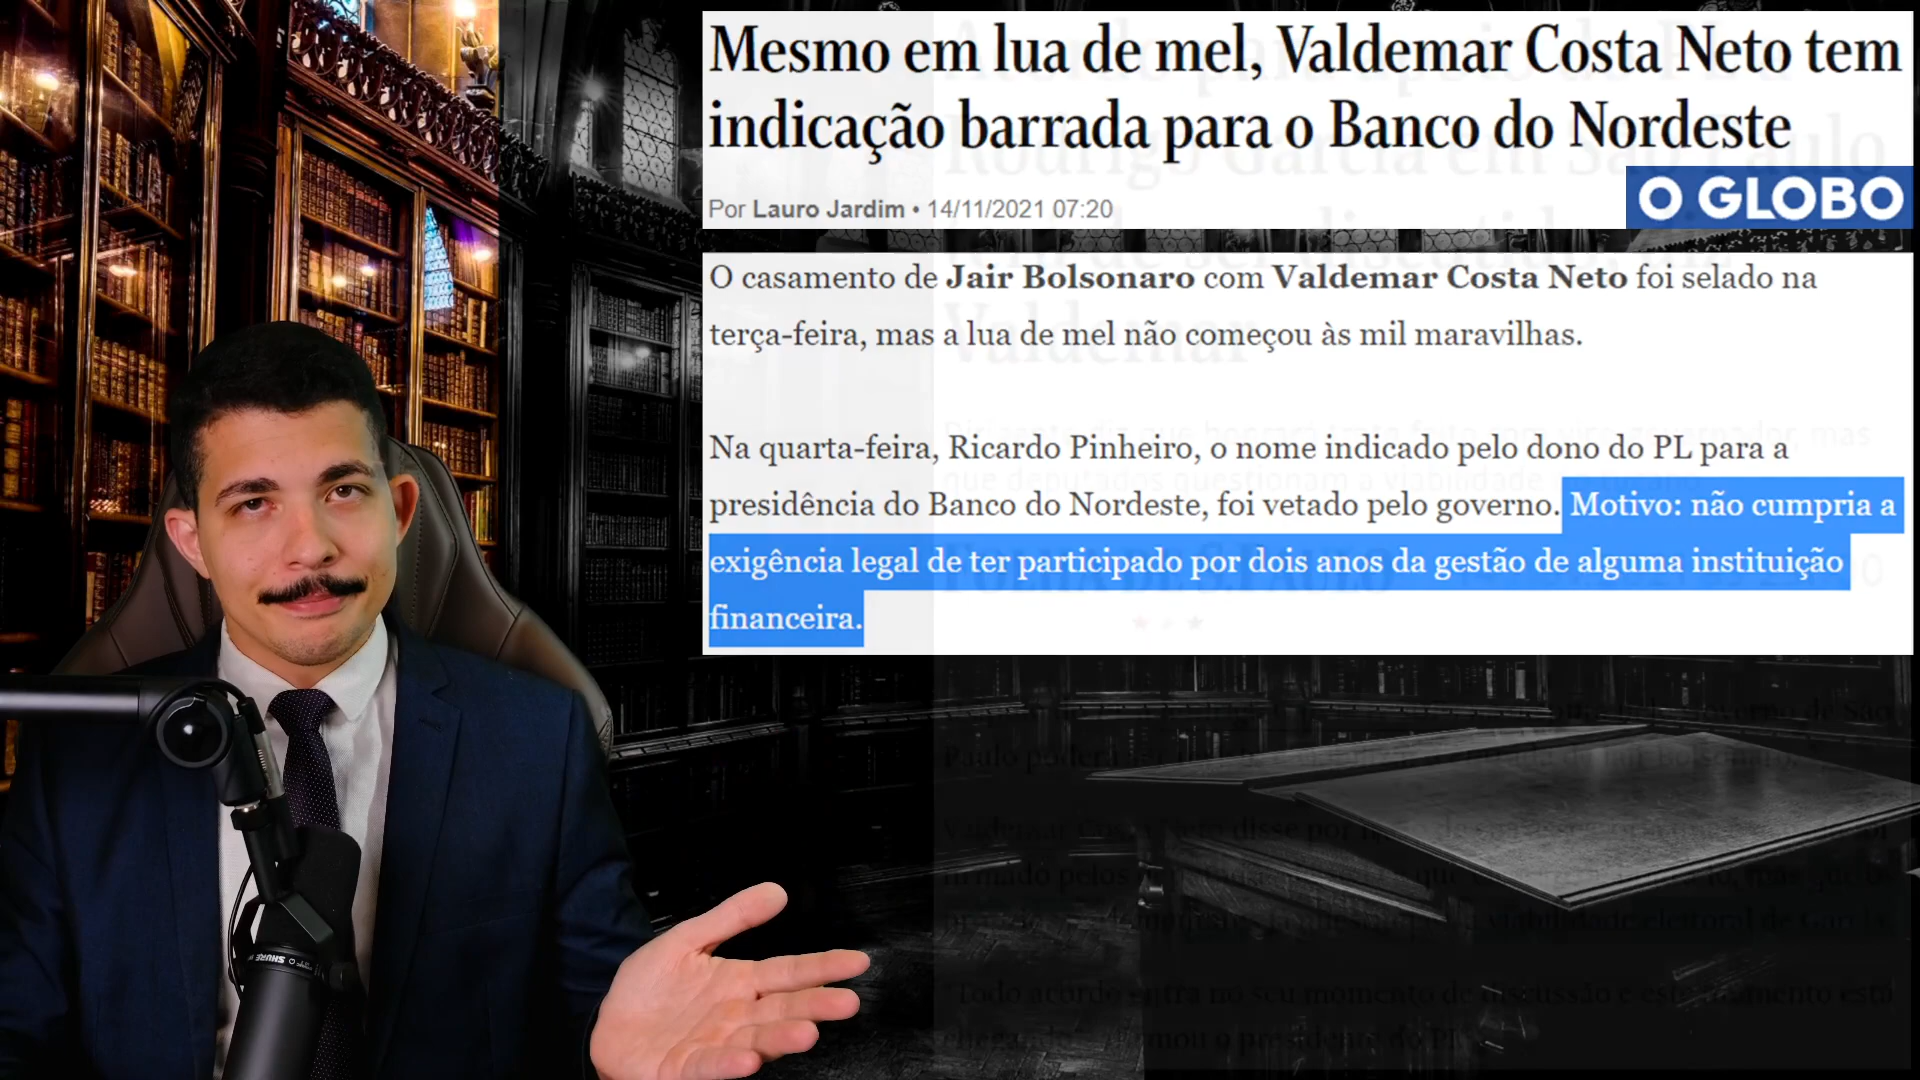 Mesmo em lua de mel, Valdemar Costa Neto tem
indicação barrada para o Banco do Nordeste
Por Lauro Jardim • 14/11/2021 07:20
O GLOBO
O casamento de Jair Bolsonaro com Valdemar Costa Neto foi selado na
terça-feira, mas a lua de mel não começou às mil maravilhas.
Na quarta-feira, Ricardo Pinheiro, o nome indicado pelo dono do PL para a
presidência do Banco do Nordeste, foi vetado pelo governo. Motivo: não cumpria a
exigência legal de ter participado por dois anos da gestão de alguma instituição
financeira.
SHURE